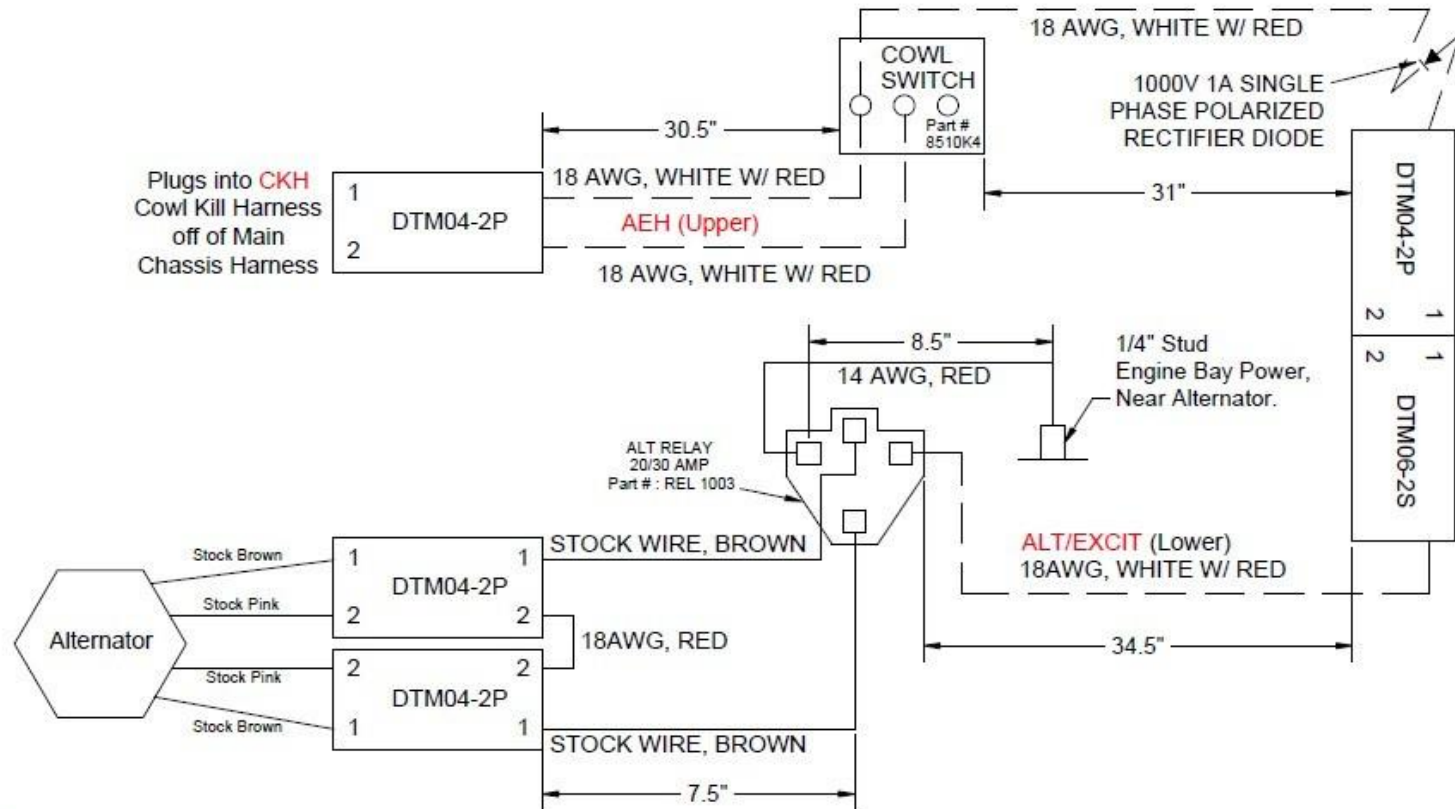 18 AWG, WHITE W/ RED
COWL
SWITCH
Part #
8510K4
1000V 1A SINGLE
PHASE POLARIZED
RECTIFIER DIODE
30.5"
31"
Plugs into CKH
Cowl Kill Harness
off of Main
Chassis Harness
1
2
DTM04-2P
18 AWG, WHITE W/ RED
AEH (Upper)
18 AWG, WHITE W/ RED
DTM04-2P
2
1
2
1
DTM06-2S
8.5"
14 AWG, RED
1/4" Stud
Engine Bay Power,
Near Alternator.
ALT RELAY
20/30 AMP
Part # : REL 1003
ALT/EXCIT (Lower)
18AWG, WHITE W/ RED
34.5"
Alternator
Stock Brown
Stock Pink
Stock Pink
Stock Brown
1
2
DTM04-2P
1
2
STOCK WIRE, BROWN
18AWG, RED
2
1
DTM04-2P
2
1
STOCK WIRE, BROWN
7.5"